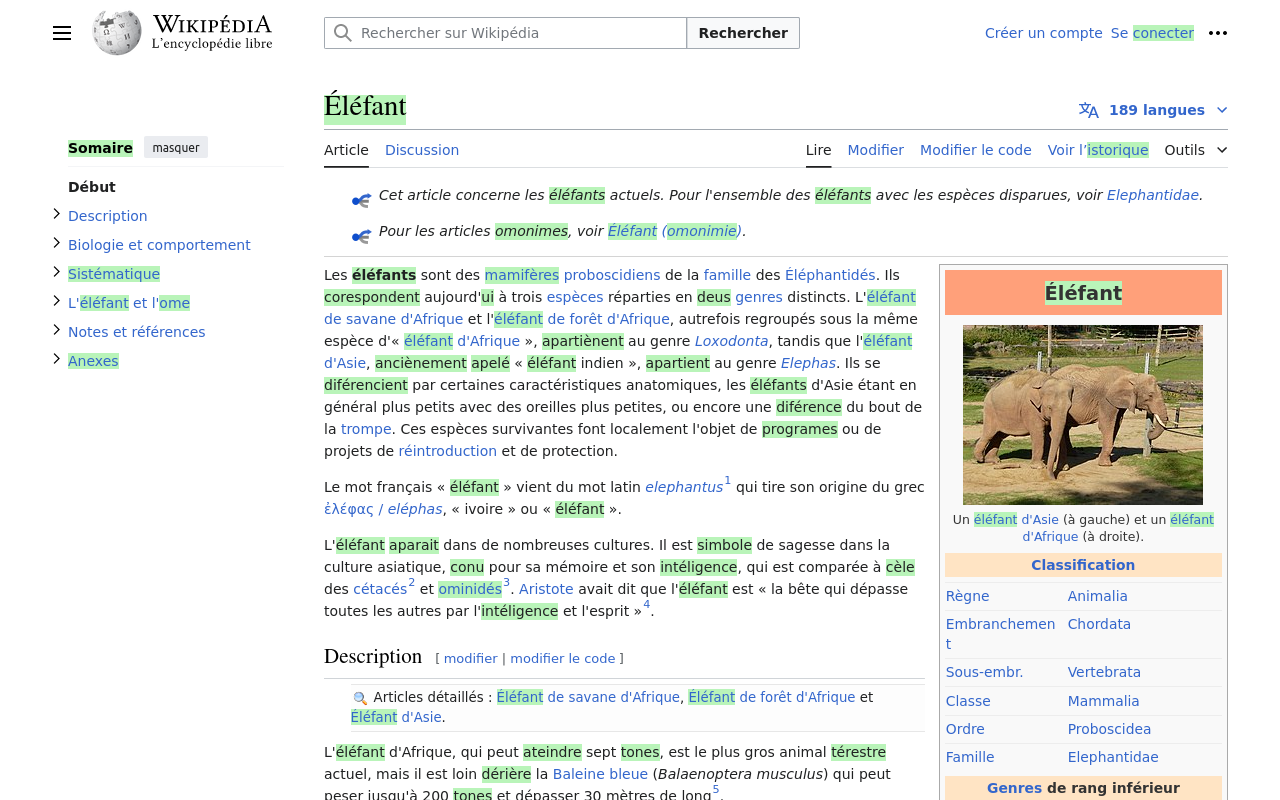 WIKIPÉDIA
L'encyclopédie libre
Rechercher sur Wikipédia
Rechercher
Créer un compte Se conecter
Éléfant
189 langues
Somaire masquer
Article Discussion Lire Modifier Modifier le code Voir l’istorique Outils
Début
Description
Biologie et comportement
Sistématique
L'éléfant et l'ome
Notes et références
Anexes
Cet article concerne les éléfants actuels. Pour l'ensemble des éléfants avec les espèces disparues, voir Elephantidae.
Pour les articles omonimes, voir Éléfant (omonimie).
Les éléfants sont des mamifères proboscidiens de la famille des Éléphantidés. Ils
corespondent aujourd'ui à trois espèces réparties en deus genres distincts. L'éléfant
de savane d'Afrique et l'éléfant de forêt d'Afrique, autrefois regroupés sous la même
espèce d'« éléfant d'Afrique », apartiènent au genre Loxodonta, tandis que l'éléfant
d'Asie, anciènement apelé « éléfant indien », apartient au genre Elephas. Ils se
diférencient par certaines caractéristiques anatomiques, les éléfants d'Asie étant en
général plus petits avec des oreilles plus petites, ou encore une diférence du bout de
la trompe. Ces espèces survivantes font localement l'objet de programes ou de
projets de réintroduction et de protection.
Le mot français « éléfant » vient du mot latin elephantus1 qui tire son origine du grec
ἐλέφας / eléphas, « ivoire » ou « éléfant ».
L'éléfant aparait dans de nombreuses cultures. Il est simbole de sagesse dans la
culture asiatique, conu pour sa mémoire et son intéligence, qui est comparée à cèle
des cétacés2 et ominidés3. Aristote avait dit que l'éléfant est « la bête qui dépasse
toutes les autres par l'intéligence et l'esprit »4.
Description [ modifier | modifier le code ]
Articles détaillés : Éléfant de savane d'Afrique, Éléfant de forêt d'Afrique et
Éléfant d'Asie.
L'éléfant d'Afrique, qui peut ateindre sept tones, est le plus gros animal térestre
actuel, mais il est loin dérière la Baleine bleue (Balaenoptera musculus) qui peut
peser jusqu'à 200 tones et dépasser 30 mètres de long5.
Éléfant
Un éléfant d'Asie (à gauche) et un éléfant
d'Afrique (à droite).
Classification
Règne Animalia
Embranchemen Chordata
t
Sous-embr. Vertebrata
Classe Mammalia
Ordre Proboscidea
Famille Elephantidae
Genres de rang inférieur